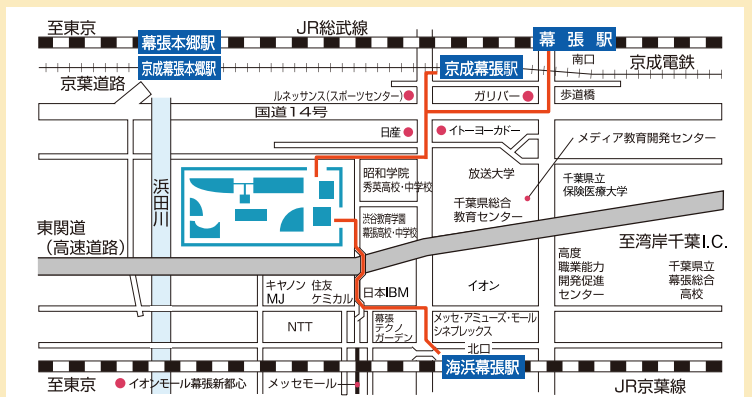 至東京
JR総武線
幕張本郷駅
幕張駅
京成幕張本郷駅
京成幕張駅
南口
京成電鉄
京葉道路
ルネッサンス(スポーツセンター)
ガリバー
歩道橋
国道14号
日産
イトーヨーカドー
メディア教育開発センター
浜田川
昭和学院
秀英高校・中学校
放送大学
千葉県立
保険医療大学
千葉県総合
教育センター
渋谷教育学園
幕張高校・中学校
東関道
(高速道路)
至湾岸千葉I.C.
キヤノン
MJ
住友
ケミカル
日本IBM
イオン
高度
職業能力
開発促進
センター
千葉県立
幕張総合
高校
NTT
幕張
テクノ
ガーデン
メッセ・アミューズ・モール
シネプレックス
北口
海浜幕張駅
至東京
イオンモール幕張新都心
メッセモール
JR京葉線